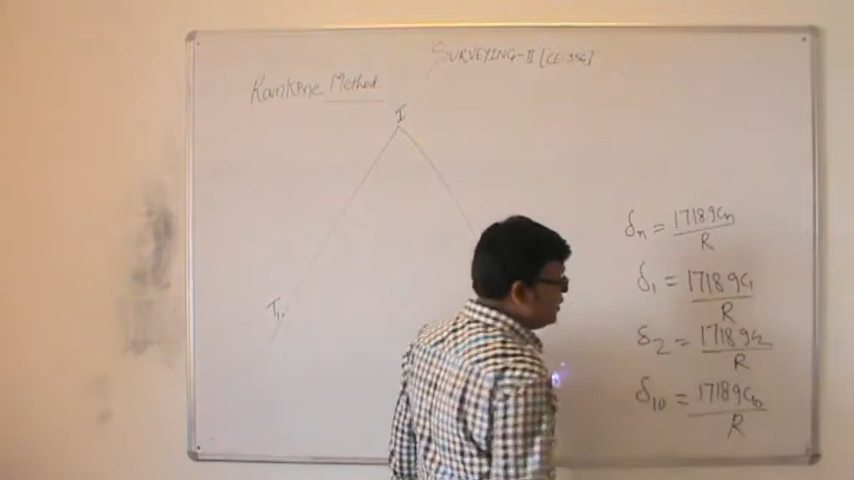 SURVEYING-II [CE-356]
Rankine Method
I
T₁
δn = 1718.9Cn
R
δ₁ = 1718.9C₁
R
δ₂ = 1718.9C₂
R
δ₁₀ = 1718.9C₁₀
R